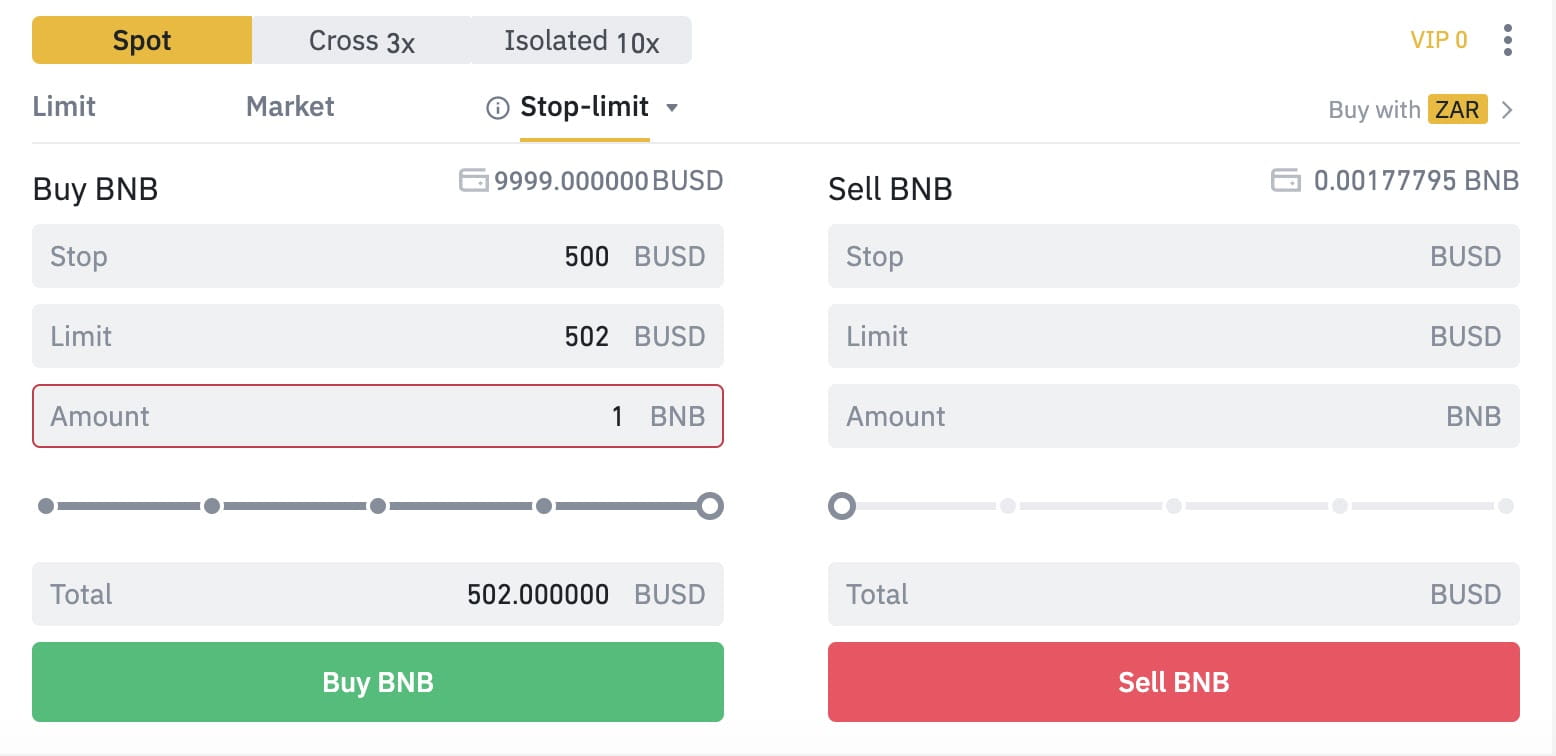 Spot Cross 3x Isolated 10x VIP 0
Limit Market Stop-limit Buy with ZAR
Buy BNB 9999.000000 BUSD
Stop 500 BUSD
Limit 502 BUSD
Amount 1 BNB
Total 502.000000 BUSD
Buy BNB
Sell BNB 0.00177795 BNB
Stop BUSD
Limit BUSD
Amount BNB
Total BUSD
Sell BNB